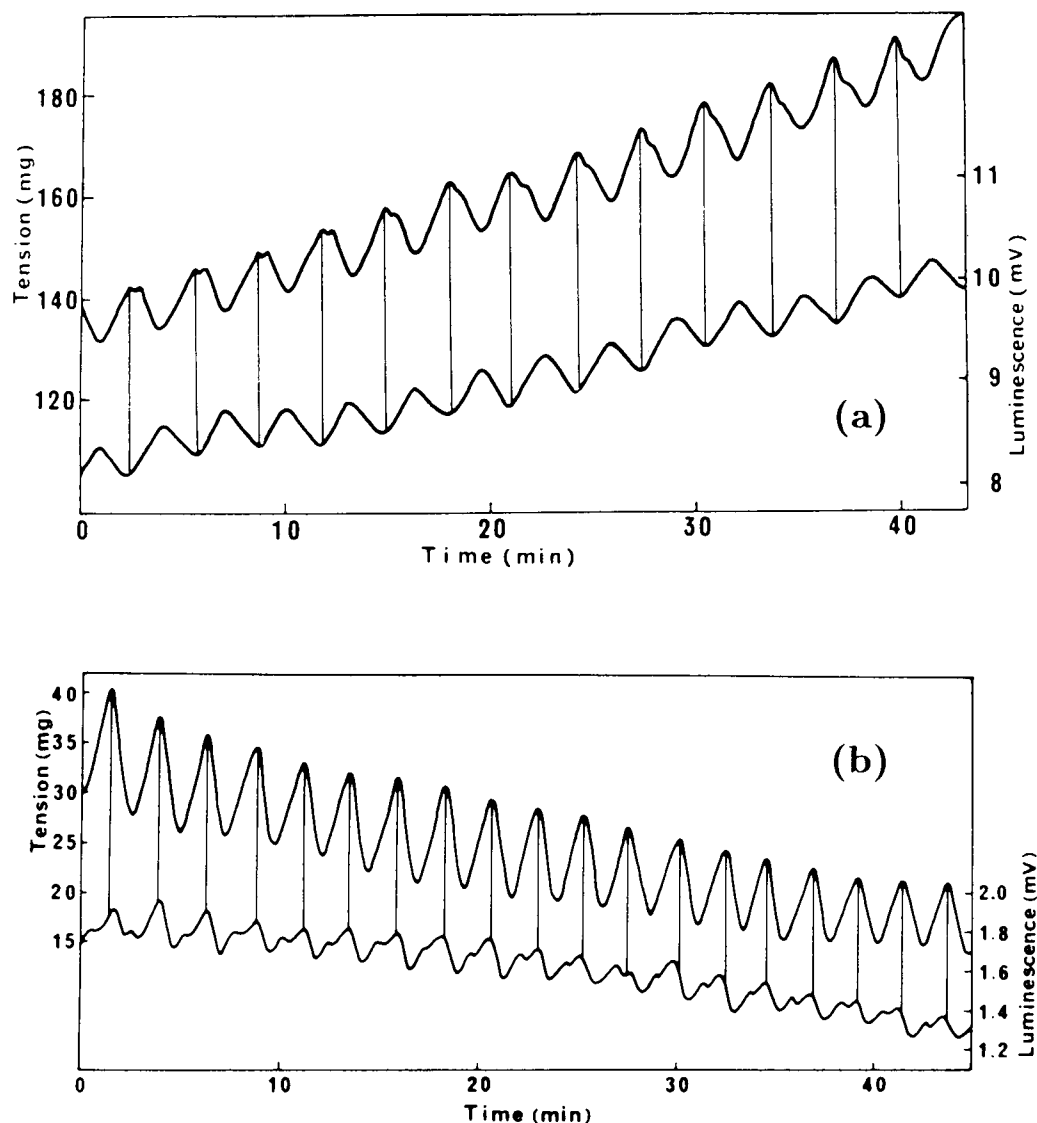 180
160
140
120
Tension (mg)
11
10
9
8
Luminescence (mV)
(a)
0 10 20 30 40
Time (min)
40
35
30
25
20
15
Tension (mg)
(b)
2.0
1.8
1.6
1.4
1.2
Luminescence (mV)
0 10 20 30 40
Time (min)